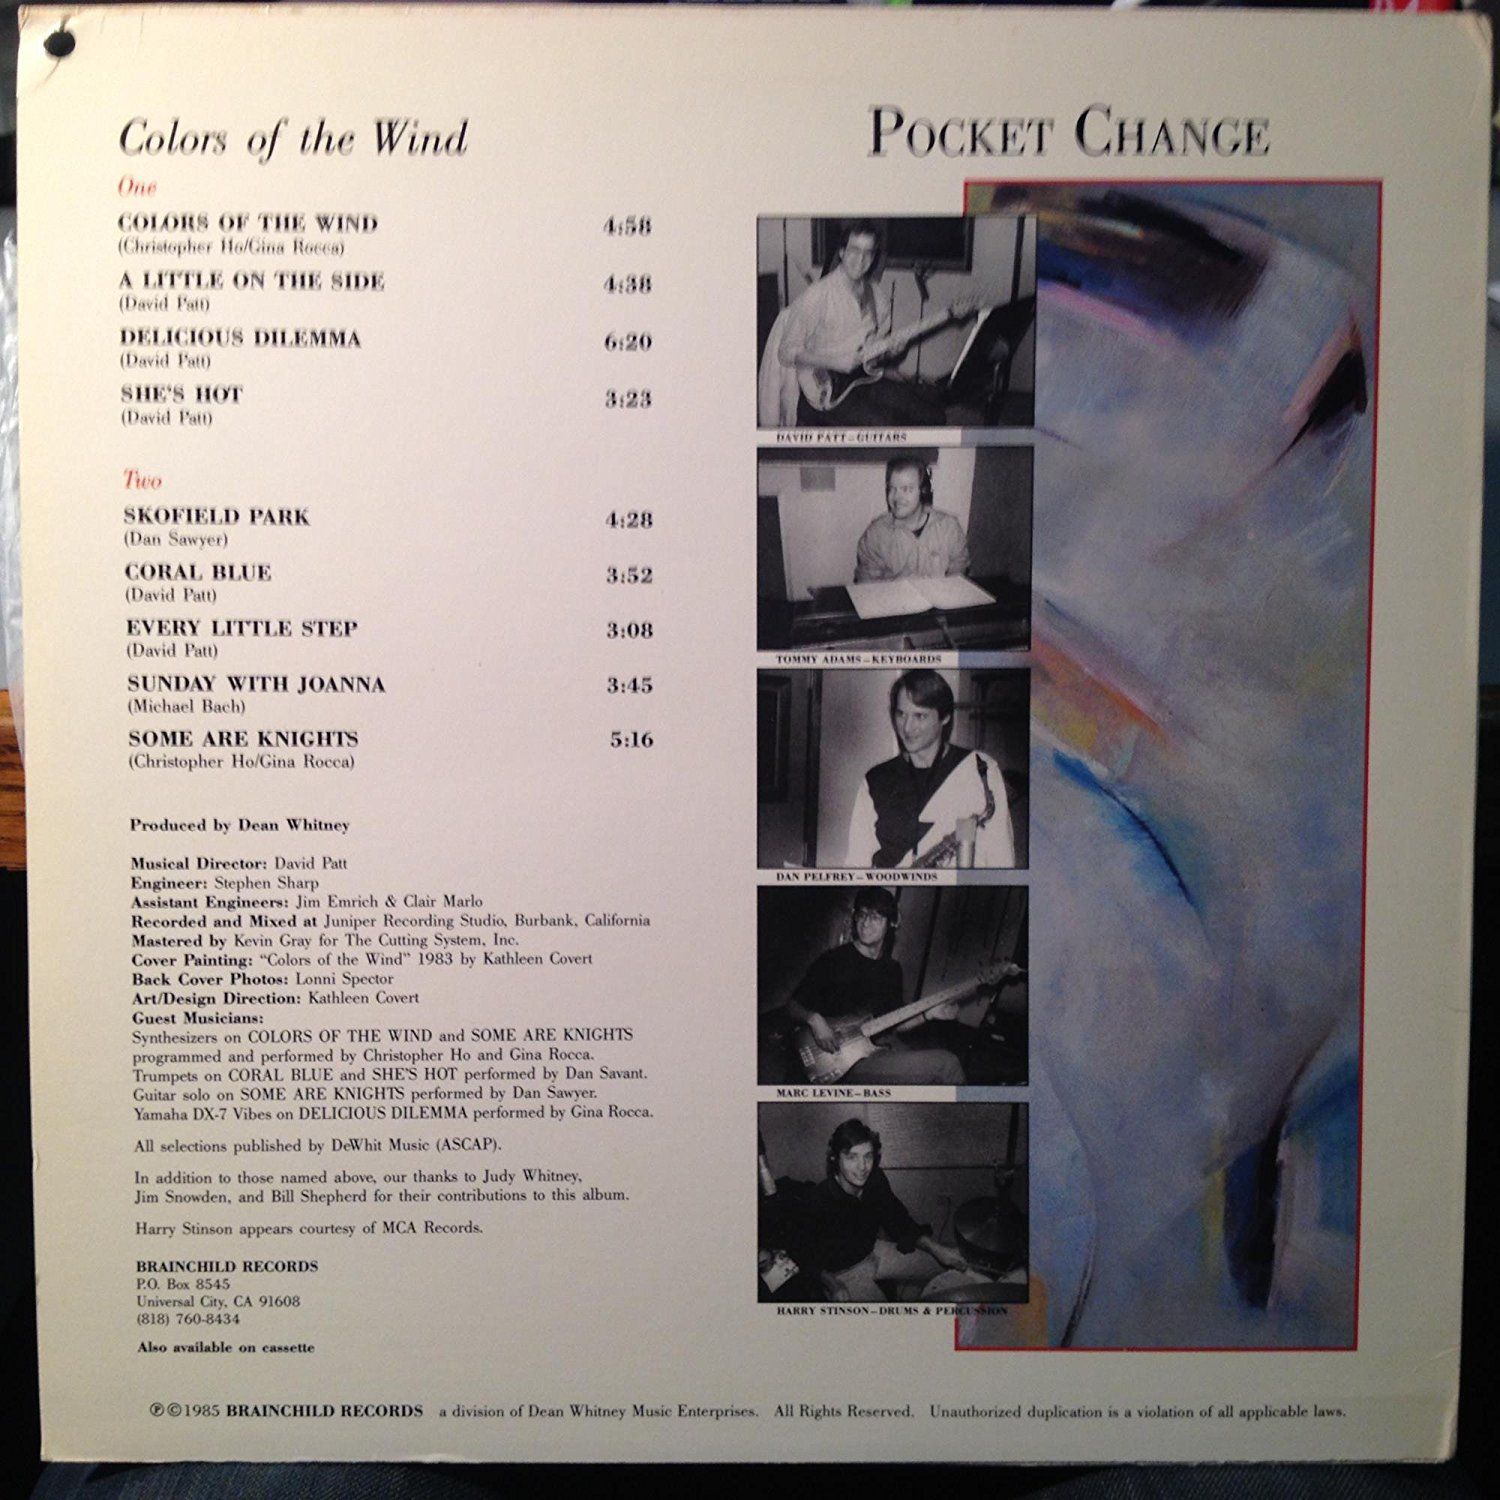 Colors of the Wind
One
COLORS OF THE WIND 4:58
(Christopher Ho/Gina Rocca)
A LITTLE ON THE SIDE 4:38
(David Patt)
DELICIOUS DILEMMA 6:20
(David Patt)
SHE'S HOT 3:23
(David Patt)
Two
SKOFIELD PARK 4:28
(Dan Sawyer)
CORAL BLUE 3:52
(David Patt)
EVERY LITTLE STEP 3:08
(David Patt)
SUNDAY WITH JOANNA 3:45
(Michael Bach)
SOME ARE KNIGHTS 5:16
(Christopher Ho/Gina Rocca)
Produced by Dean Whitney
Musical Director: David Patt
Engineer: Stephen Sharp
Assistant Engineers: Jim Emrich & Clair Marlo
Recorded and Mixed at Juniper Recording Studio, Burbank, California
Mastered by Kevin Gray for The Cutting System, Inc.
Cover Painting: “Colors of the Wind” 1983 by Kathleen Covert
Back Cover Photos: Lonni Spector
Art/Design Direction: Kathleen Covert
Guest Musicians:
Synthesizers on COLORS OF THE WIND and SOME ARE KNIGHTS
programmed and performed by Christopher Ho and Gina Rocca.
Trumpets on CORAL BLUE and SHE'S HOT performed by Dan Savant.
Guitar solo on SOME ARE KNIGHTS performed by Dan Sawyer.
Yamaha DX-7 Vibes on DELICIOUS DILEMMA performed by Gina Rocca.
All selections published by DeWhit Music (ASCAP).
In addition to those named above, our thanks to Judy Whitney,
Jim Snowden, and Bill Shepherd for their contributions to this album.
Harry Stinson appears courtesy of MCA Records.
BRAINCHILD RECORDS
P.O. Box 8545
Universal City, CA 91608
(818) 760-8434
Also available on cassette
POCKET CHANGE
DAVID PATT–GUITARS
TOMMY ADAMS–KEYBOARDS
DAN PELFREY–WOODWINDS
MARC LEVINE–BASS
HARRY STINSON–DRUMS & PERCUSSION
℗©1985 BRAINCHILD RECORDS a division of Dean Whitney Music Enterprises. All Rights Reserved. Unauthorized duplication is a violation of all applicable laws.